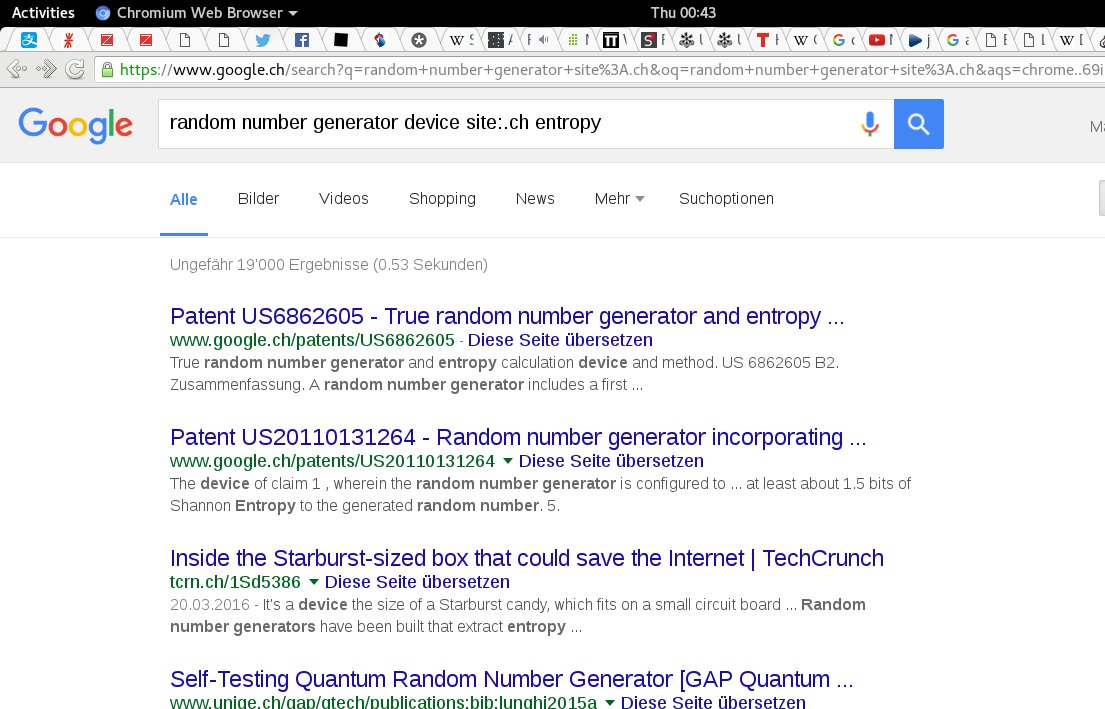 Activities Chromium Web Browser Thu 00:43
https://www.google.ch/search?q=random+number+generator+site%3A.ch&oq=random+number+generator+site%3A.ch&aqs=chrome..69i
Google random number generator device site:.ch entropy
Alle Bilder Videos Shopping News Mehr Suchoptionen
Ungefähr 19'000 Ergebnisse (0.53 Sekunden)
Patent US6862605 - True random number generator and entropy ...
www.google.ch/patents/US6862605 - Diese Seite übersetzen
True random number generator and entropy calculation device and method. US 6862605 B2.
Zusammenfassung. A random number generator includes a first ...
Patent US20110131264 - Random number generator incorporating ...
www.google.ch/patents/US20110131264 Diese Seite übersetzen
The device of claim 1 , wherein the random number generator is configured to ... at least about 1.5 bits of
Shannon Entropy to the generated random number. 5.
Inside the Starburst-sized box that could save the Internet | TechCrunch
tcrn.ch/1Sd5386 Diese Seite übersetzen
20.03.2016 - It's a device the size of a Starburst candy, which fits on a small circuit board ... Random
number generators have been built that extract entropy ...
Self-Testing Quantum Random Number Generator [GAP Quantum ...
www.unige.ch/gap/qtech/publications:bib:lunghi2015a Diese Seite übersetzen